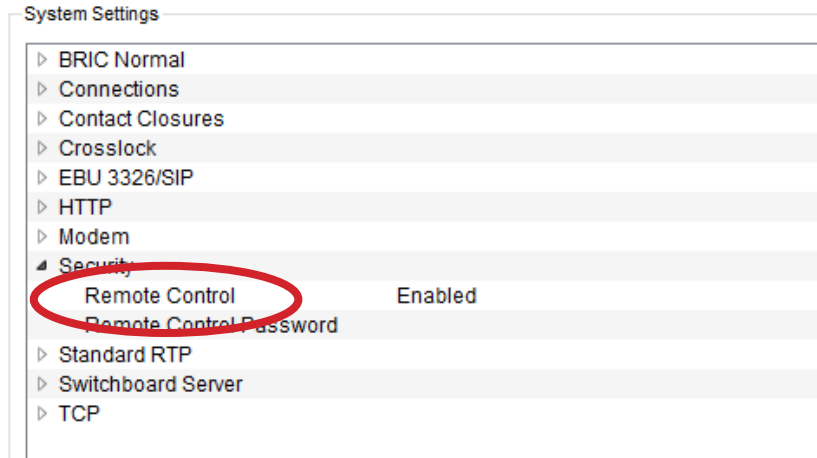 System Settings
BRIC Normal
Connections
Contact Closures
Crosslock
EBU 3326/SIP
HTTP
Modem
Security
Remote Control Enabled
Remote Control Password
Standard RTP
Switchboard Server
TCP